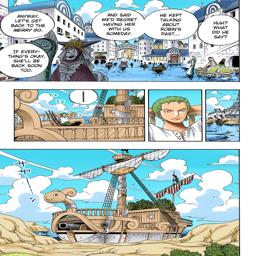 HUH?
WHAT
DID HE
SAY?
HE KEPT
TALKING
ABOUT
ROBIN'S
PAST...
AND SAID
WE'D REGRET
HAVING HER
WITH US
SOMEDAY.
ANYWAY,
LET'S GET
BACK TO THE
MERRY GO.
IF EVERY-
THING'S OKAY,
SHE'LL BE
BACK SOON
TOO.
!